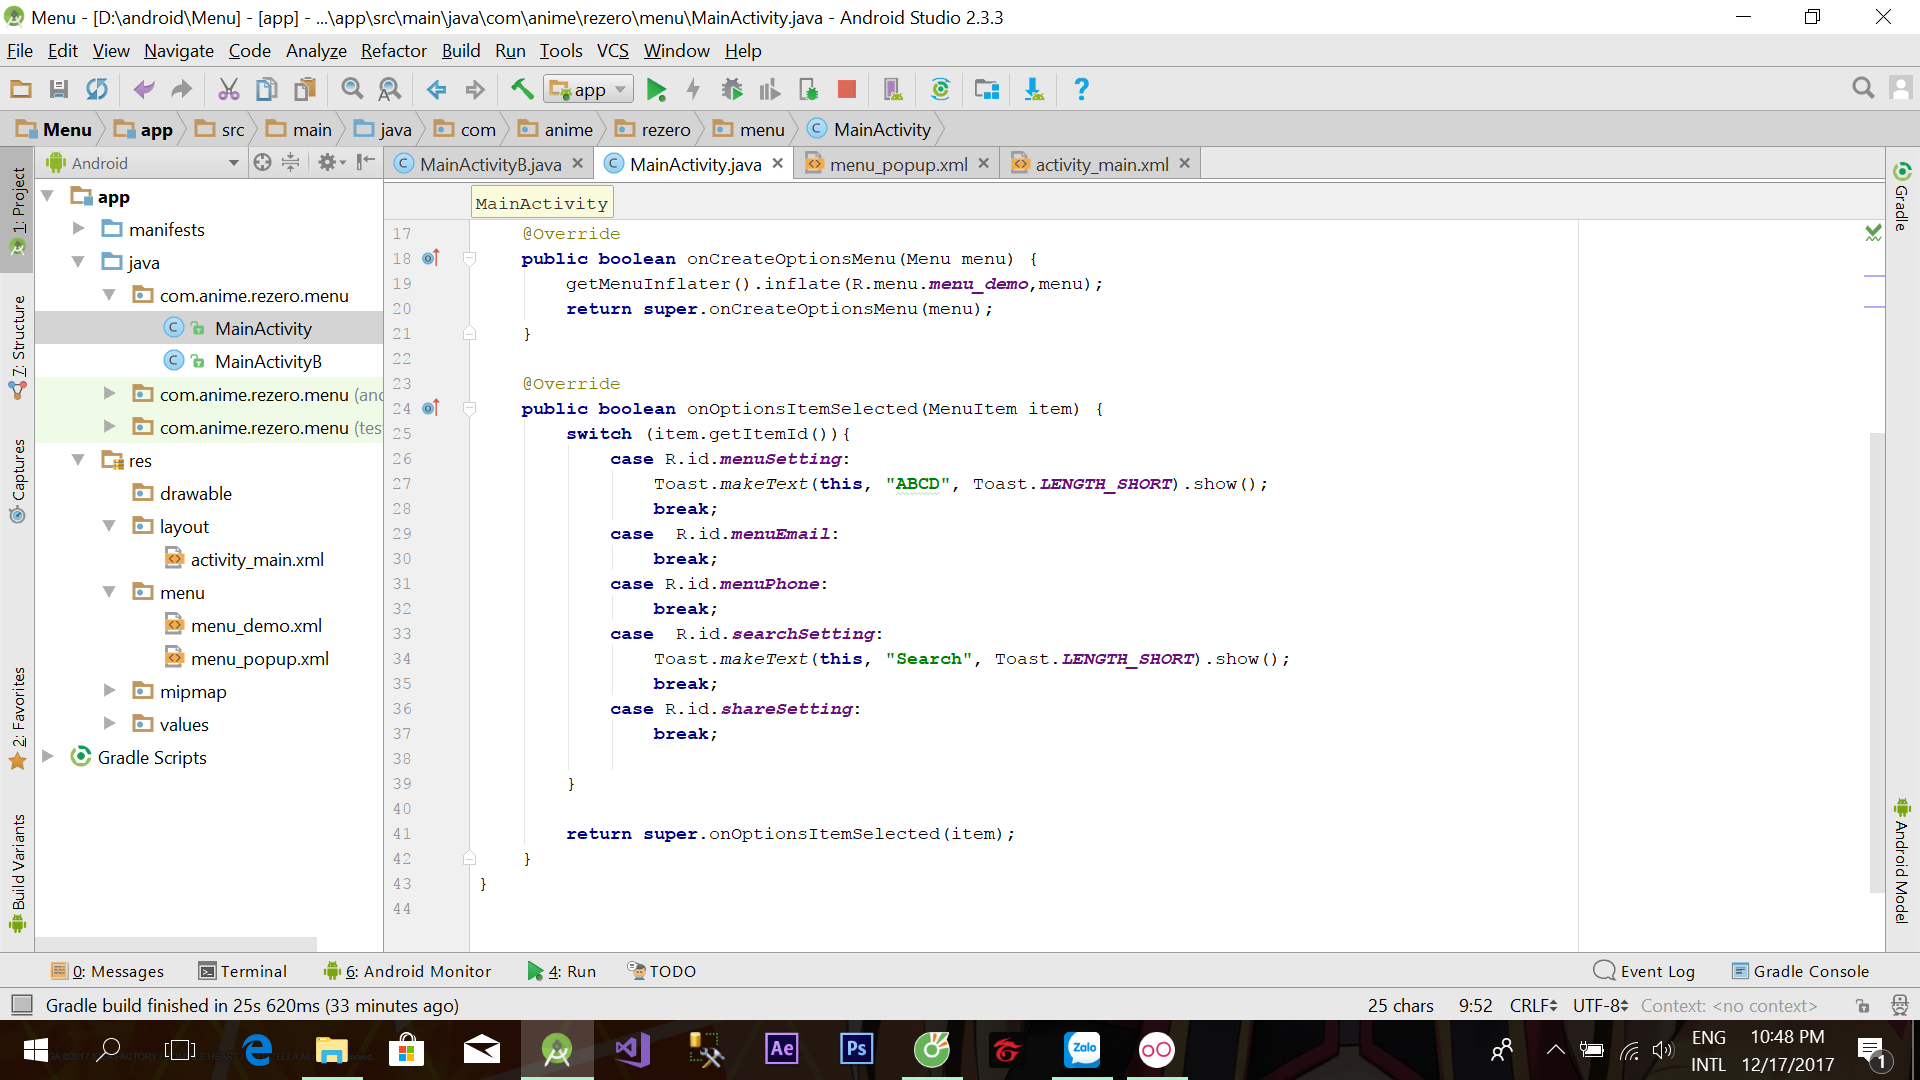 Menu - [D:\android\Menu] - [app] - ...\app\src\main\java\com\anime\rezero\menu\MainActivity.java - Android Studio 2.3.3
File Edit View Navigate Code Analyze Refactor Build Run Tools VCS Window Help
app
Menu app src main java com anime rezero menu MainActivity
Android
MainActivityB.java MainActivity.java menu_popup.xml activity_main.xml
MainActivity
1: Project
7: Structure
Captures
2: Favorites
Build Variants
app
manifests
java
com.anime.rezero.menu
MainActivity
MainActivityB
com.anime.rezero.menu (and
com.anime.rezero.menu (tes
res
drawable
layout
activity_main.xml
menu
menu_demo.xml
menu_popup.xml
mipmap
values
Gradle Scripts
17 @Override
18 public boolean onCreateOptionsMenu(Menu menu) {
19 getMenuInflater().inflate(R.menu.menu_demo,menu);
20 return super.onCreateOptionsMenu(menu);
21 }
22
23 @Override
24 public boolean onOptionsItemSelected(MenuItem item) {
25 switch (item.getItemId()){
26 case R.id.menuSetting:
27 Toast.makeText(this, "ABCD", Toast.LENGTH_SHORT).show();
28 break;
29 case  R.id.menuEmail:
30 break;
31 case R.id.menuPhone:
32 break;
33 case  R.id.searchSetting:
34 Toast.makeText(this, "Search", Toast.LENGTH_SHORT).show();
35 break;
36 case R.id.shareSetting:
37 break;
38
39 }
40
41 return super.onOptionsItemSelected(item);
42 }
43 }
44
Gradle
Android Model
0: Messages Terminal 6: Android Monitor 4: Run TODO Event Log Gradle Console
Gradle build finished in 25s 620ms (33 minutes ago) 25 chars 9:52 CRLF UTF-8 Context: <no context>
Ae Ps Zalo
ENG 10:48 PM
INTL 12/17/2017 1